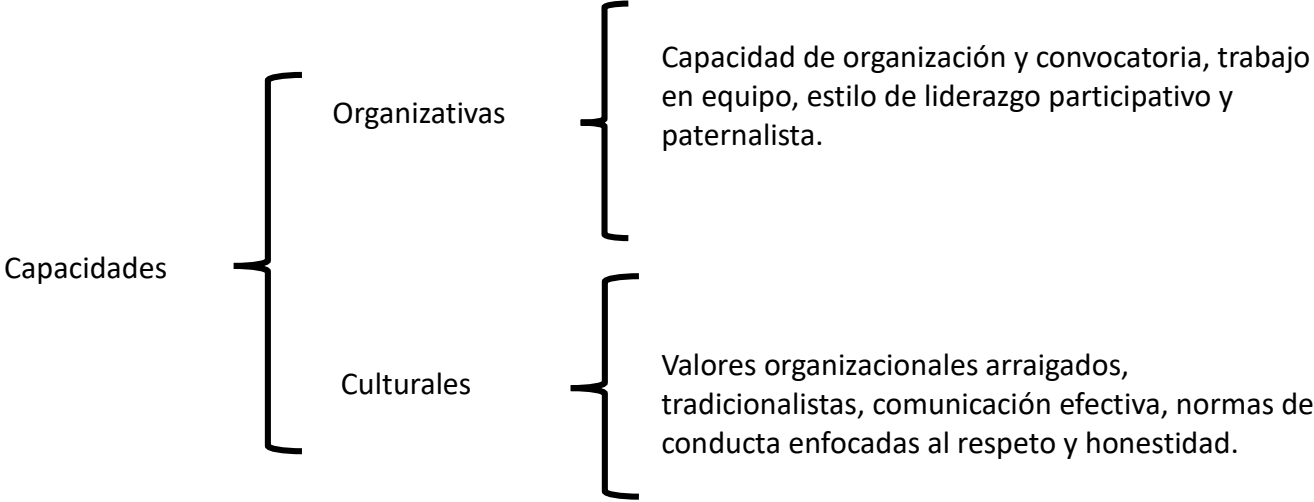 Capacidades
Organizativas
Capacidad de organización y convocatoria, trabajo
en equipo, estilo de liderazgo participativo y
paternalista.
Culturales
Valores organizacionales arraigados,
tradicionalistas, comunicación efectiva, normas de
conducta enfocadas al respeto y honestidad.